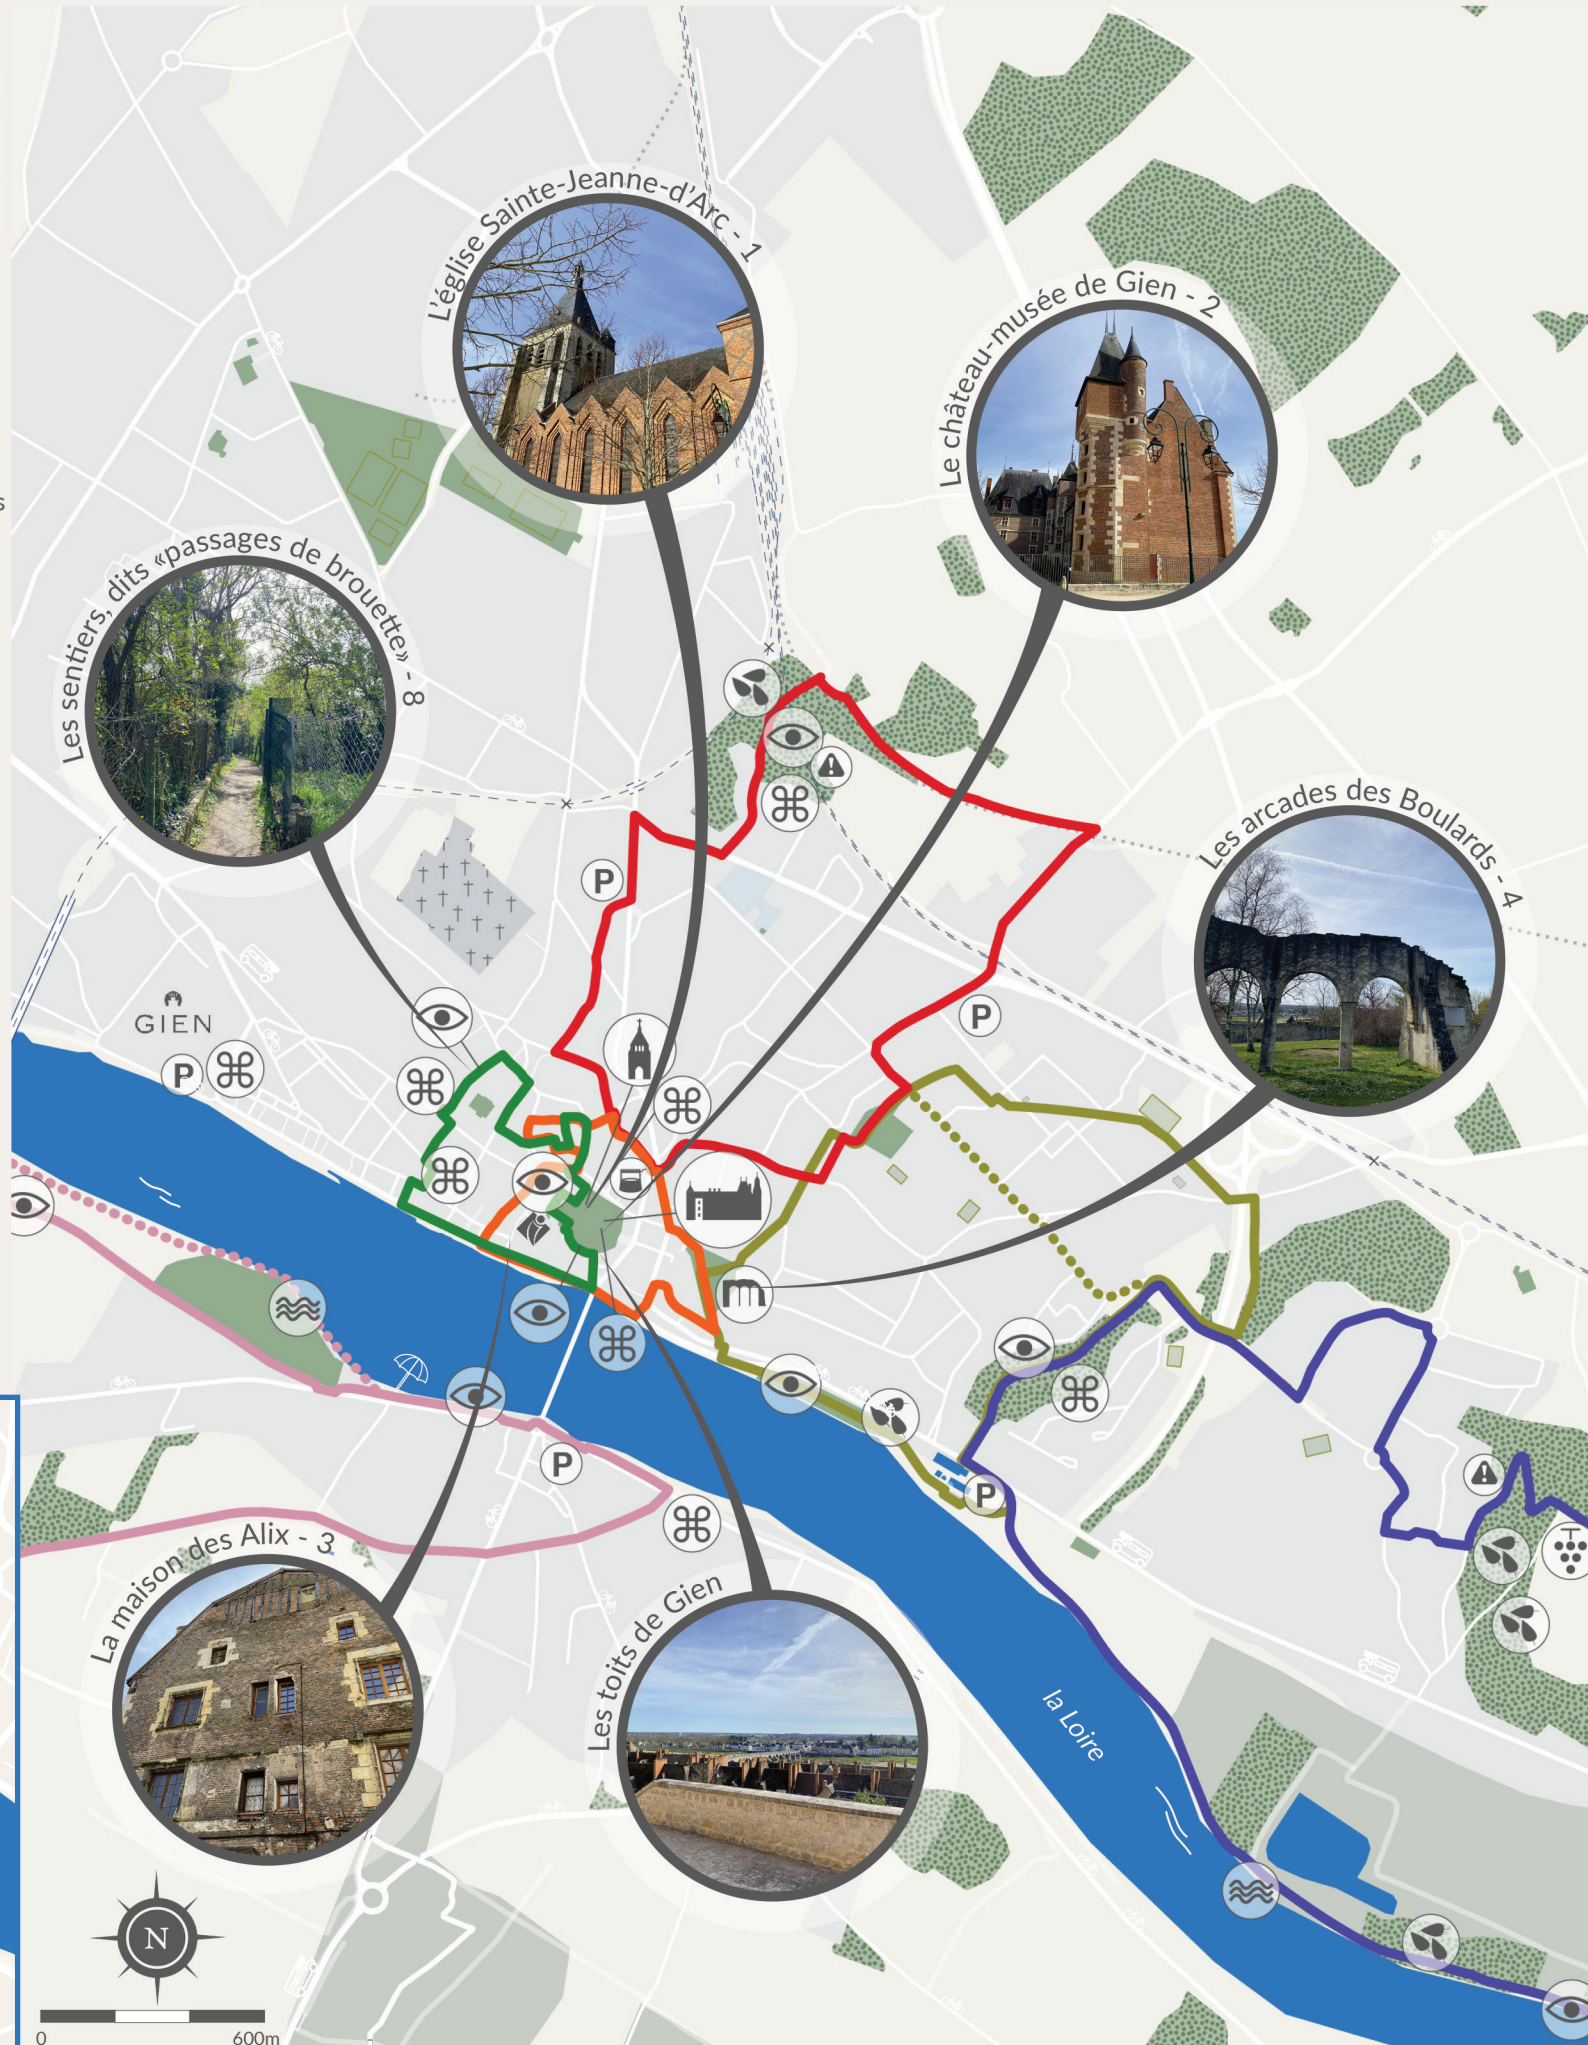 L'église Sainte-Jeanne-d'Arc - 1
Le château-musée de Gien - 2
s
Les sentiers, dits «passages de brouette» - 8
P
Les arcades des Boulards - 4
GIEN
P
P
P
P
La maison des Alix - 3
Les toits de Gien
la Loire
N
0
600m